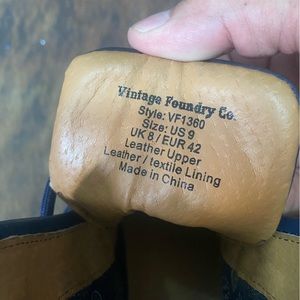 Vintage Foundry Co.
Style: VF1360
Size: US 9
UK 8 / EUR 42
Leather Upper
Leather / textile Lining
Made in China